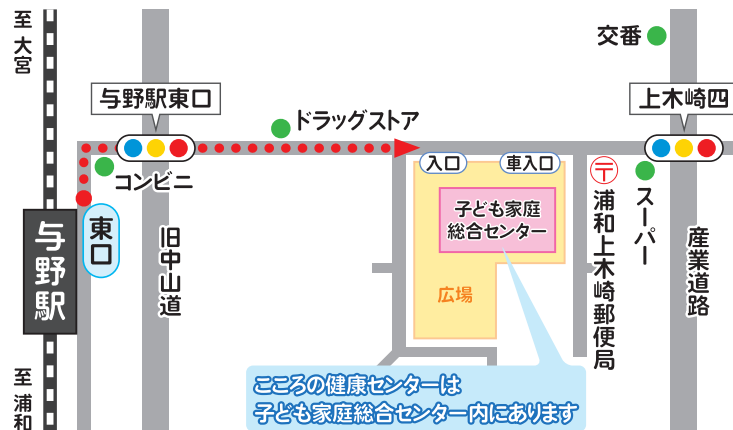 至 大宮
交番
与野駅東口
上木崎四
ドラッグストア
入口
車入口
コンビニ
〒
子ども家庭
総合センター
東口
与野駅
旧中山道
浦和上木崎郵便局
スーパー
産業道路
広場
至 浦和
こころの健康センターは
子ども家庭総合センター内にあります